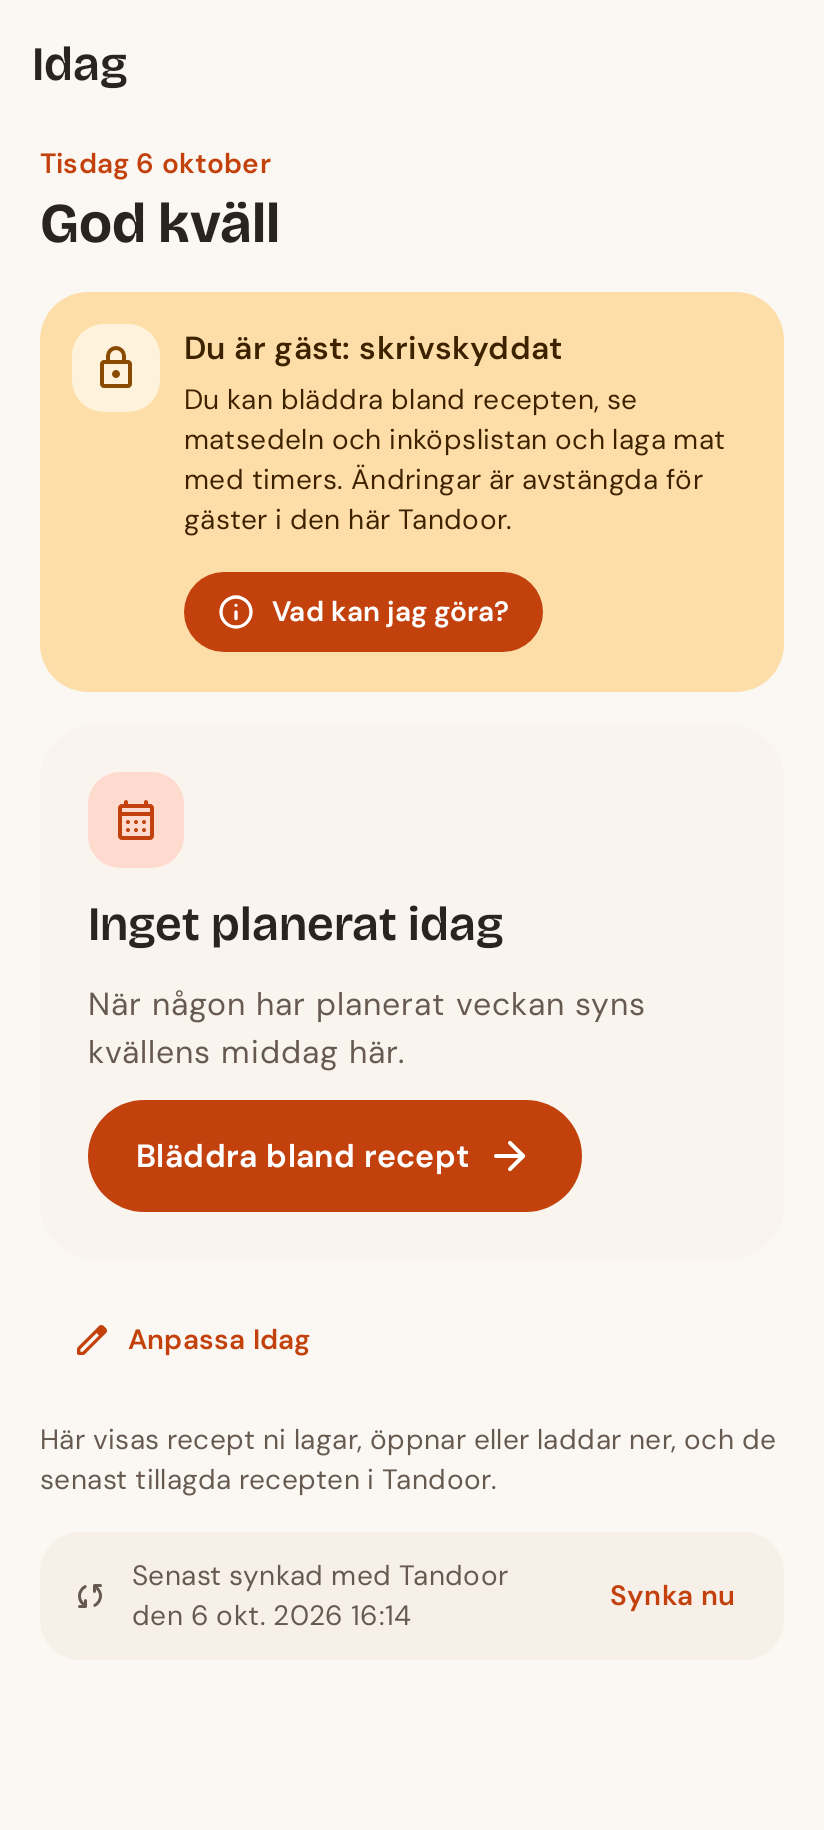 Idag
Tisdag 6 oktober
God kväll
Du är gäst: skrivskyddat
Du kan bläddra bland recepten, se
matsedeln och inköpslistan och laga mat
med timers. Ändringar är avstängda för
gäster i den här Tandoor.
Vad kan jag göra?
Inget planerat idag
När någon har planerat veckan syns
kvällens middag här.
Bläddra bland recept
Anpassa Idag
Här visas recept ni lagar, öppnar eller laddar ner, och de
senast tillagda recepten i Tandoor.
Senast synkad med Tandoor
den 6 okt. 2026 16:14
Synka nu